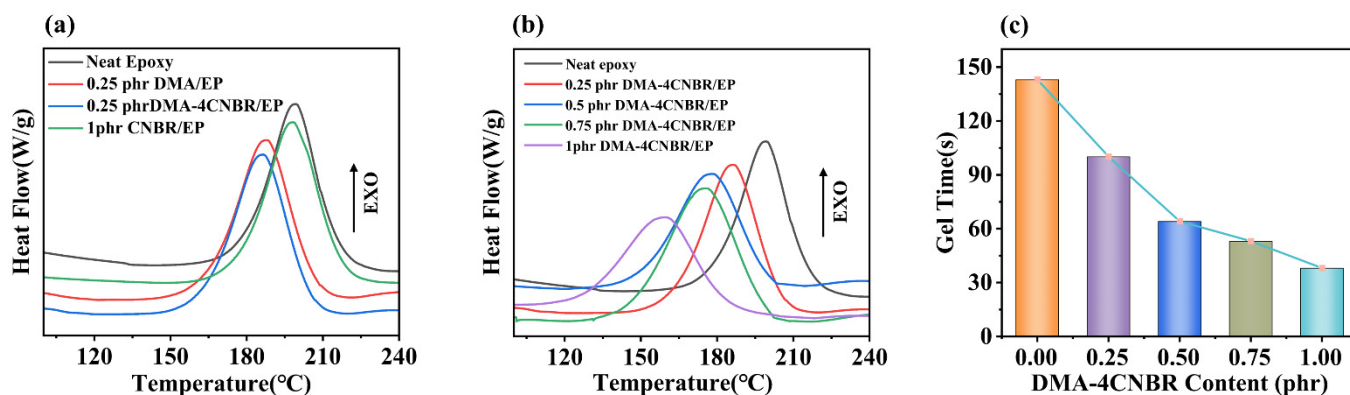 (a)
Neat Epoxy
0.25 phr DMA/EP
0.25 phrDMA-4CNBR/EP
1phr CNBR/EP
EXO
Heat Flow(W/g)
120 150 180 210 240
Temperature(℃)
(b)
Neat epoxy
0.25 phr DMA-4CNBR/EP
0.5 phr DMA-4CNBR/EP
0.75 phr DMA-4CNBR/EP
1phr DMA-4CNBR/EP
EXO
Heat Flow(W/g)
120 150 180 210 240
Temperature(℃)
(c)
Gel Time(s)
150
120
90
60
30
0
0.00 0.25 0.50 0.75 1.00
DMA-4CNBR Content (phr)